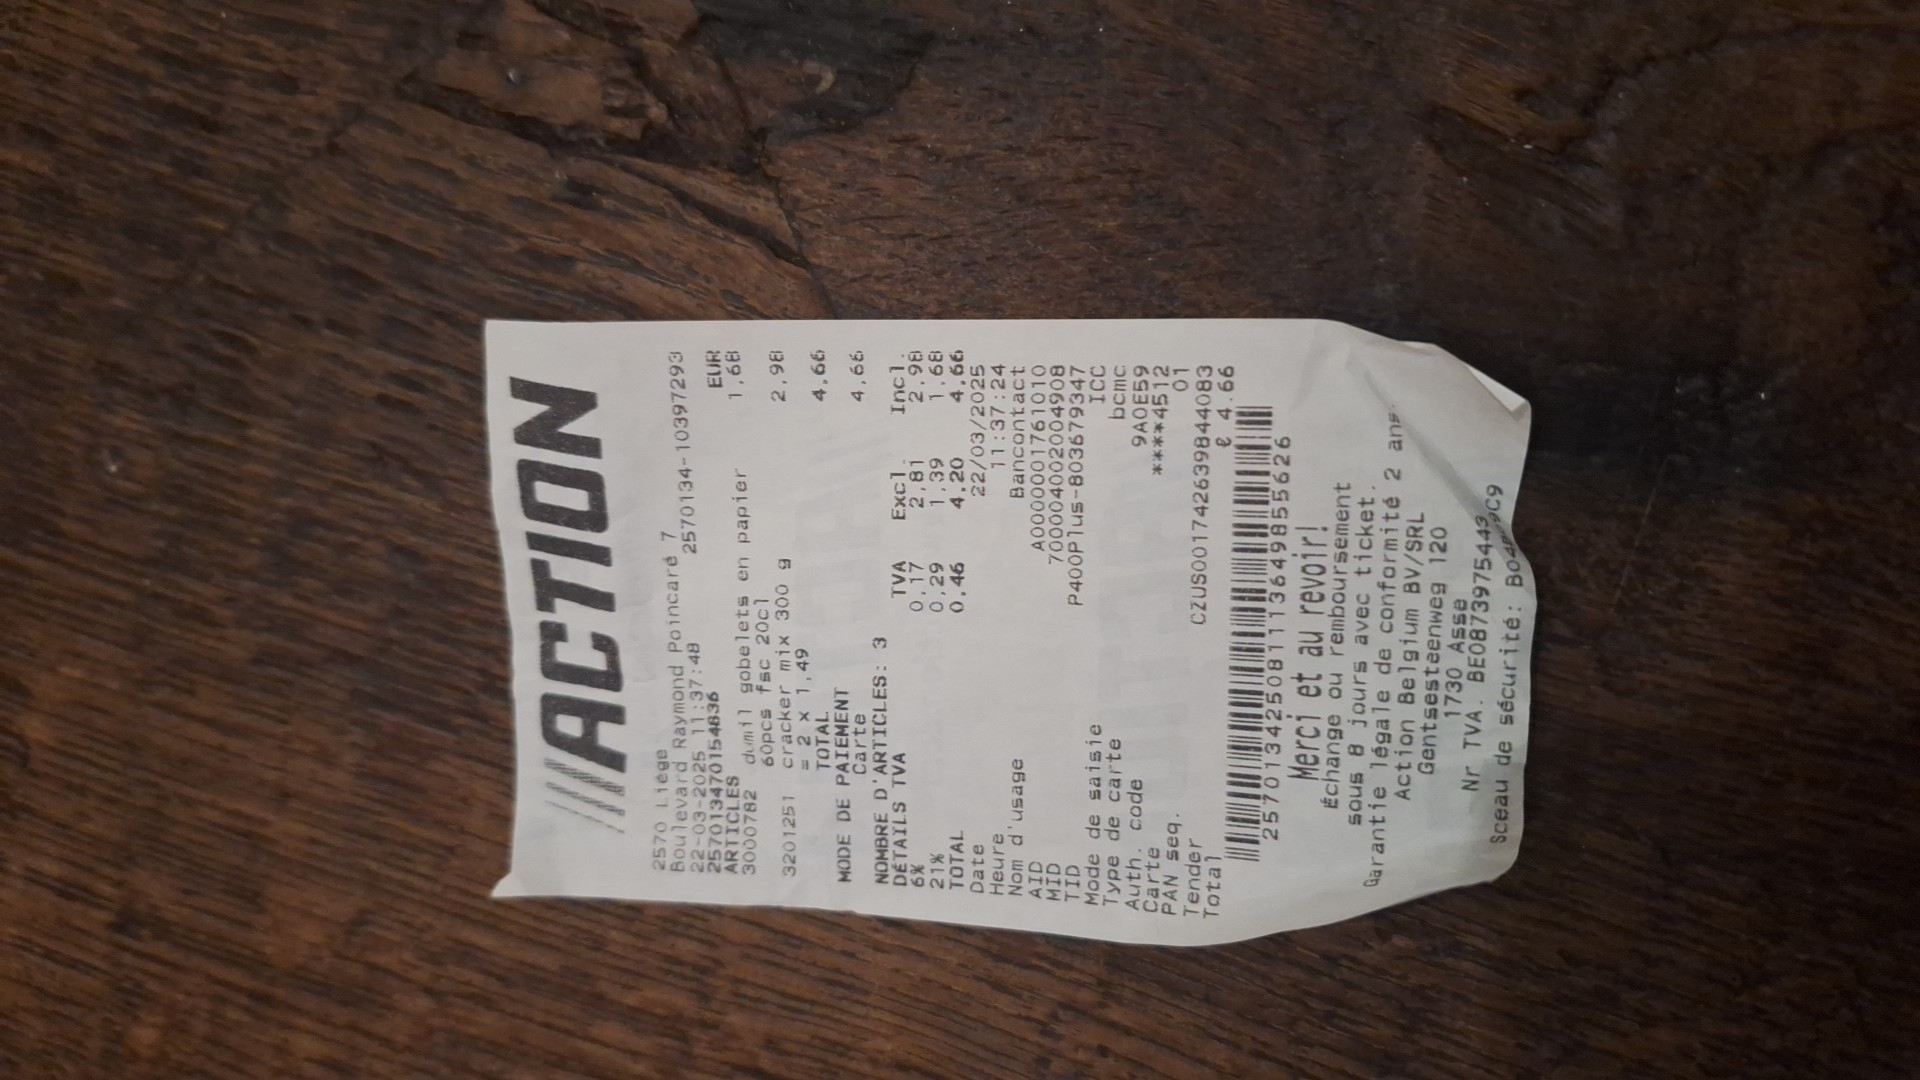 ACTION
2570 Liège
Boulevard Raymond Poincaré 7
22-03-2025 11:37:48 2570134-10397293
2570134701548​36
ARTICLES EUR
3000782 dumil gobelets en papier 1,68
60pcs fsc 20cl
3201251 cracker mix 300 g 2,98
= 2 x 1,49
TOTAL 4,66
MODE DE PAIEMENT
Carte 4,66
NOMBRE D'ARTICLES: 3
DÉTAILS TVA TVA Excl. Incl.
6% 0,17 2,81 2,98
21% 0,29 1,39 1,68
TOTAL 0,46 4,20 4,66
Date 22/03/2025
Heure 11:37:24
Nom d'usage Bancontact
AID A0000001761010
MID 70000402004908
TID P400Plus-803679347
Mode de saisie ICC
Type de carte bcmc
Auth. code 9A0E59
Carte ****4512
PAN seq. 01
Tender CZUS001742639844083
Total € 4.66
2570134250811136498556​26
Merci et au revoir!
Échange ou remboursement
sous 8 jours avec ticket.
Garantie légale de conformité 2 ans.
Action Belgium BV/SRL
Gentsesteenweg 120
1730 Asse
Nr TVA. BE0873975443
Sceau de sécurité: